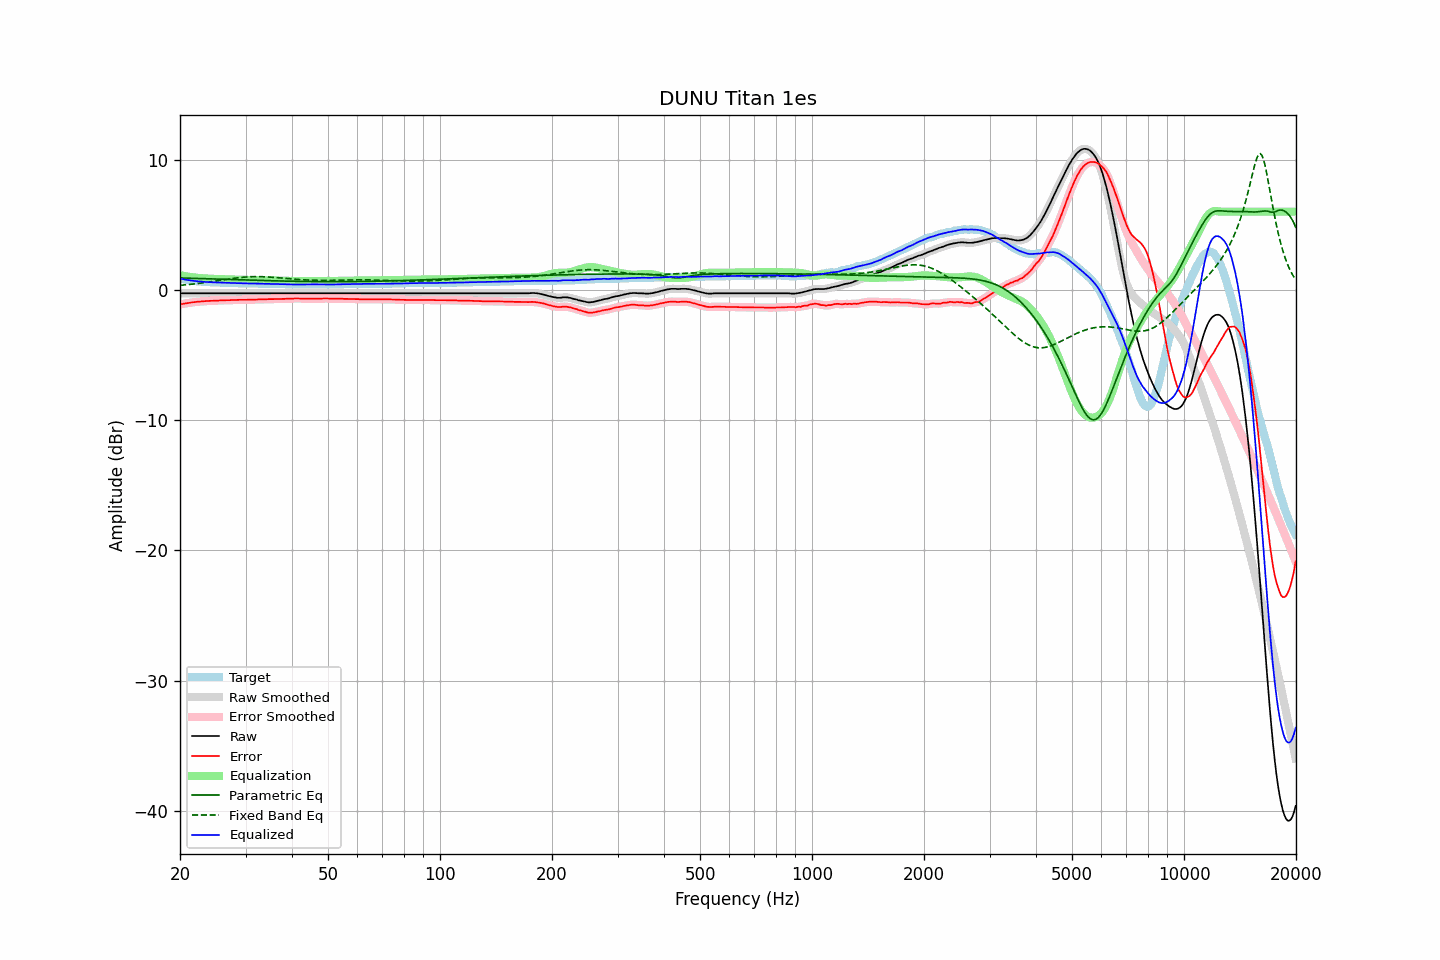 DUNU Titan 1es
10
0
−10
−20
−30
−40
Amplitude (dBr)
Target
Raw Smoothed
Error Smoothed
Raw
Error
Equalization
Parametric Eq
Fixed Band Eq
Equalized
20 50 100 200 500 1000 2000 5000 10000 20000
Frequency (Hz)